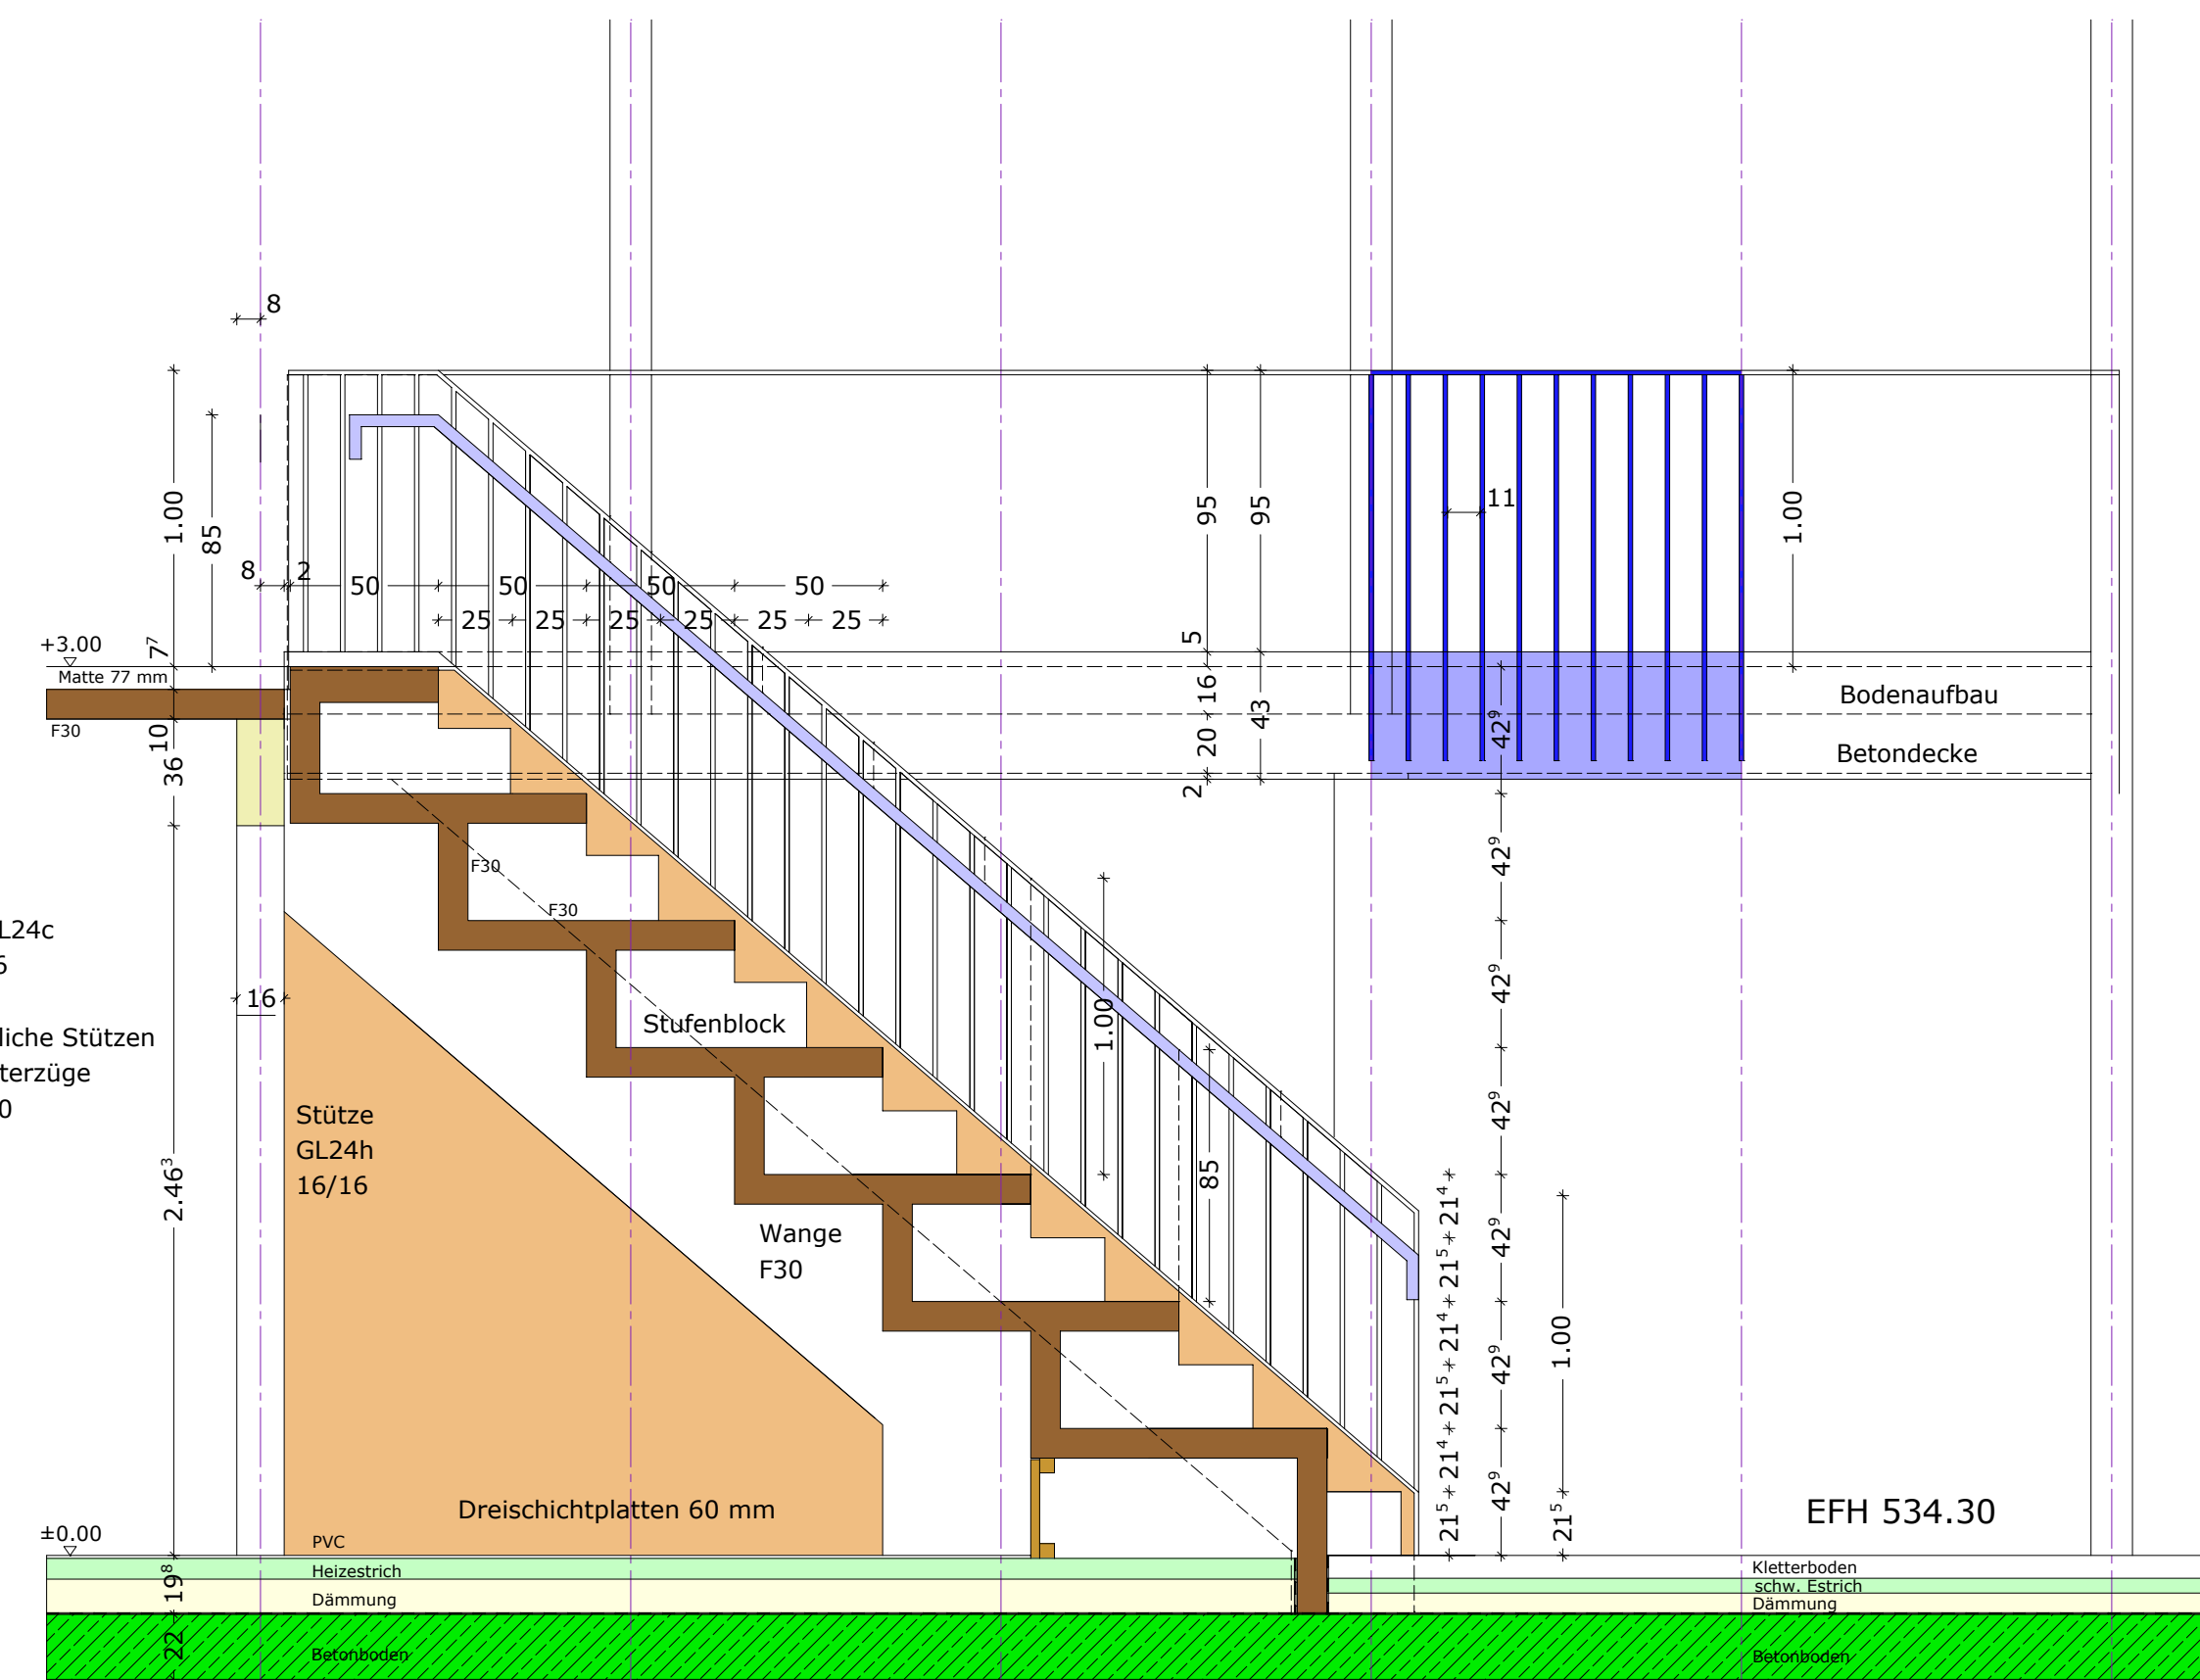 8
1.00
85
95
95
11
1.00
8
2
50
50
50
50
25
25
25
25
25
25
5
+3.00
7⁷
Matte 77 mm
16
43
42⁹
Bodenaufbau
F30
10
36
20
2
Betondecke
F30
42⁹
F30
L24c
16
42⁹
liche Stützen
terzüge
0
Stufenblock
1.00
42⁹
Stütze
GL24h
16/16
2.46³
85
Wange
F30
21⁴
21⁵
42⁹
21⁴
21⁵
42⁹
1.00
21⁴
21⁵
42⁹
21⁵
Dreischichtplatten 60 mm
EFH 534.30
±0.00
PVC
Heizestrich
Dämmung
19⁸
Kletterboden
schw. Estrich
Dämmung
22
Betonboden
Betonboden